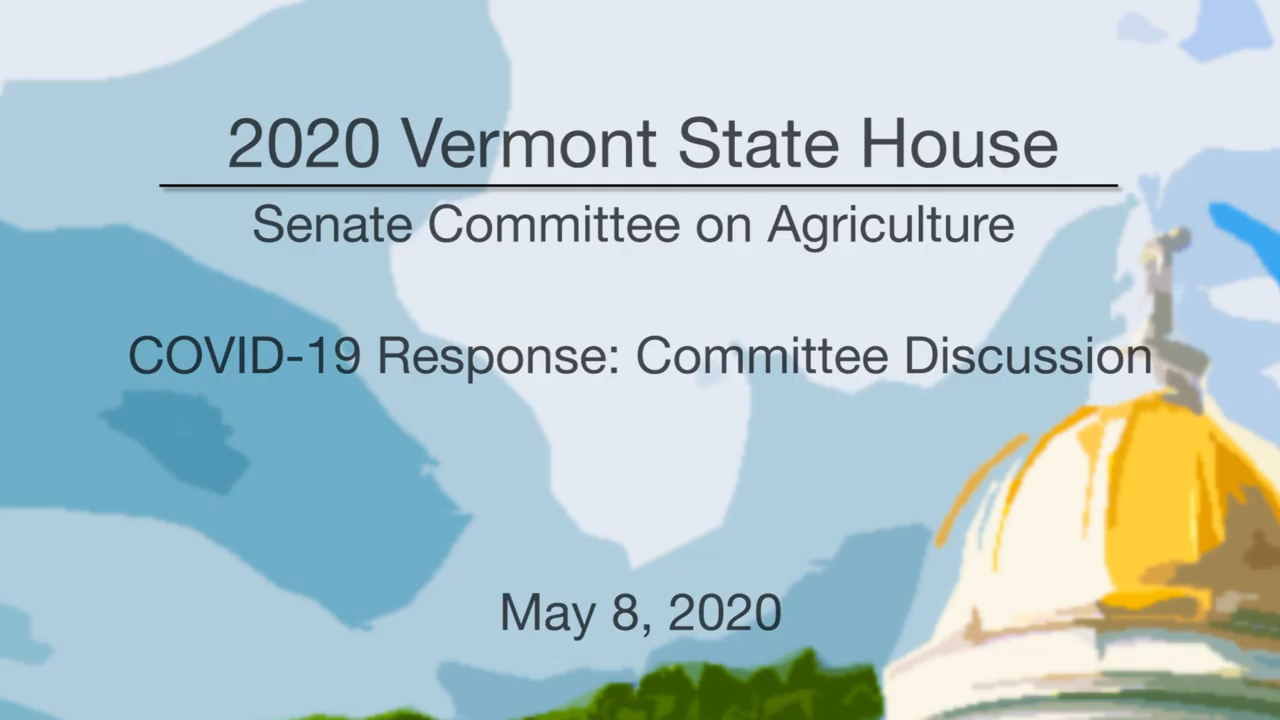 2020 Vermont State House
Senate Committee on Agriculture
COVID-19 Response: Committee Discussion
May 8, 2020